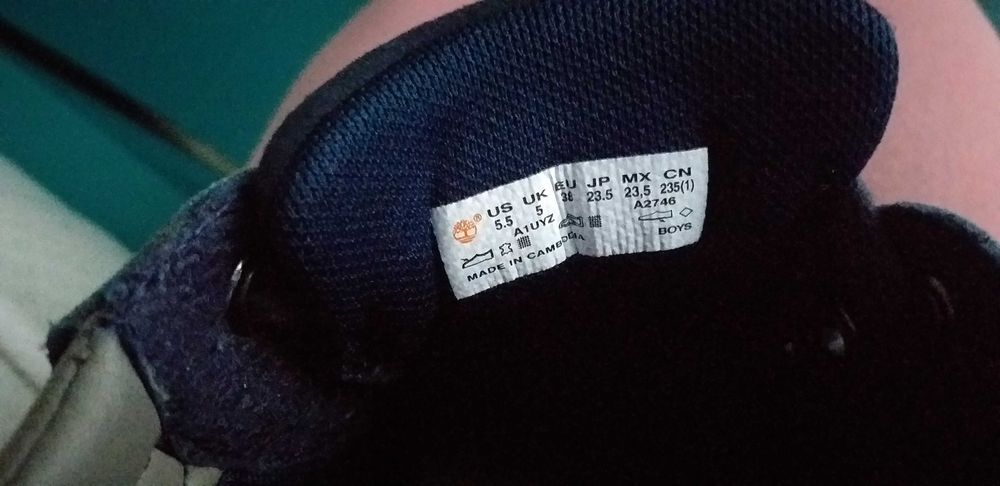 US UK EU JP MX CN
5.5 5 38 23.5 23,5 235(1)
A1UYZ A2746
BOYS
MADE IN CAMBODIA